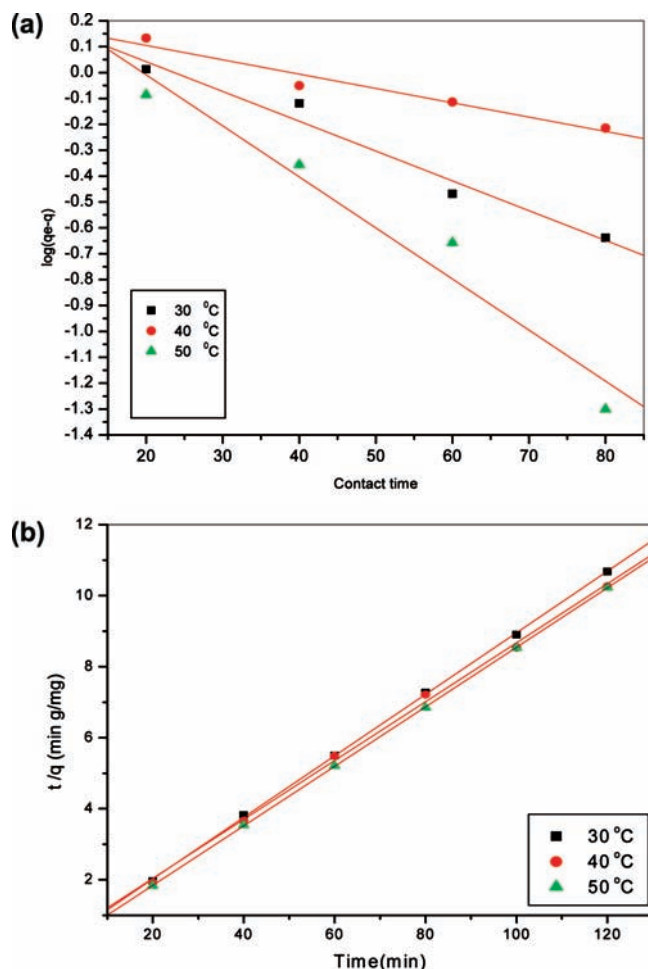 (a)
0.2
0.1
0.0
-0.1
-0.2
-0.3
-0.4
-0.5
-0.6
-0.7
-0.8
-0.9
-1.0
-1.1
-1.2
-1.3
-1.4
log(qe-q)
30 ⁰C
40 ⁰C
50 ⁰C
20 30 40 50 60 70 80
Contact time
(b)
12
10
8
6
4
2
t /q (min g/mg)
30 °C
40 °C
50 °C
20 40 60 80 100 120
Time(min)